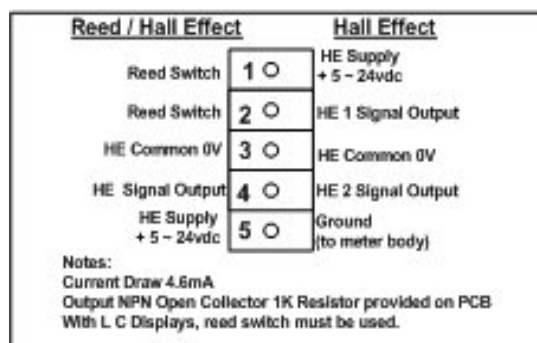 Reed / Hall Effect
Hall Effect
Reed Switch
1
HE Supply
+ 5 ~ 24vdc
Reed Switch
2
HE 1 Signal Output
HE Common 0V
3
HE Common 0V
HE Signal Output
4
HE 2 Signal Output
HE Supply
+ 5 ~ 24vdc
5
Ground
(to meter body)
Notes:
Current Draw 4.6mA
Output NPN Open Collector 1K Resistor provided on PCB
With L C Displays, reed switch must be used.